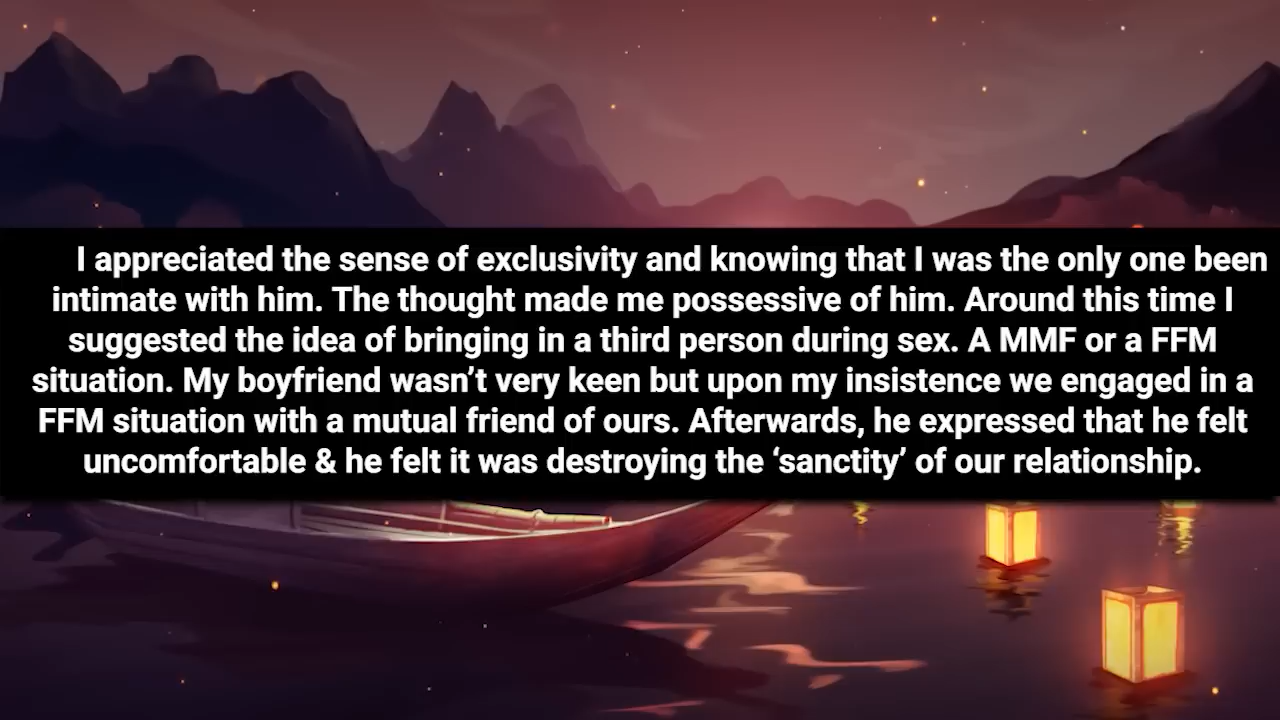 I appreciated the sense of exclusivity and knowing that I was the only one been
intimate with him. The thought made me possessive of him. Around this time I
suggested the idea of bringing in a third person during sex. A MMF or a FFM
situation. My boyfriend wasn’t very keen but upon my insistence we engaged in a
FFM situation with a mutual friend of ours. Afterwards, he expressed that he felt
uncomfortable & he felt it was destroying the ‘sanctity’ of our relationship.